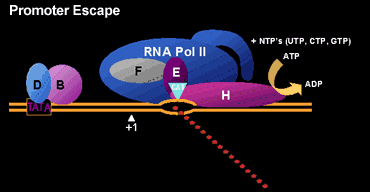 Promoter Escape
RNA Pol II
+ NTP's (UTP, CTP, GTP)
ATP
F
E
D
B
ADP
H
TATA
+1